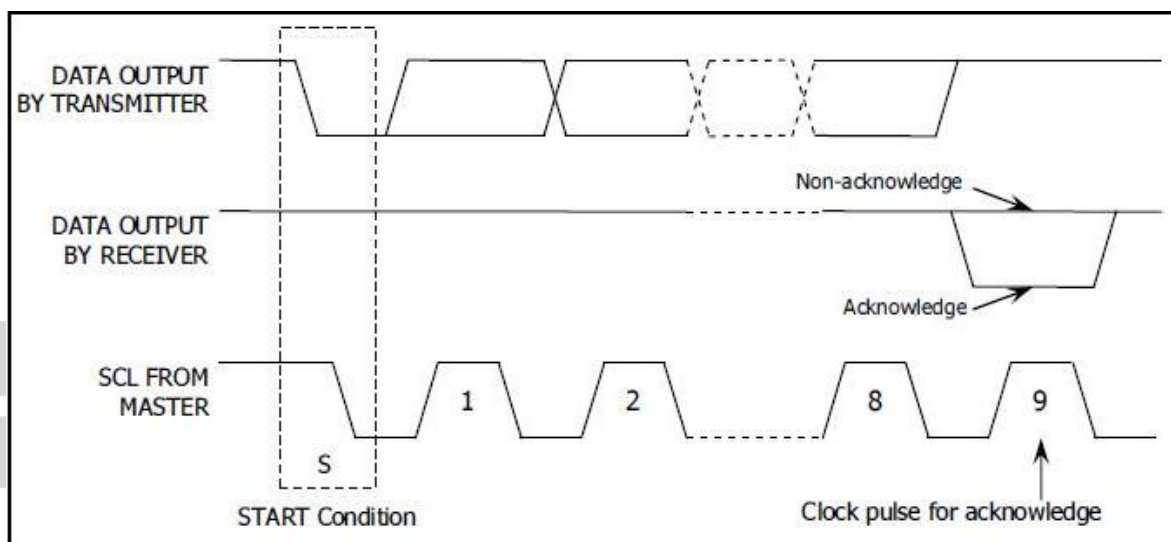 DATA OUTPUT
BY TRANSMITTER
Non-acknowledge
DATA OUTPUT
BY RECEIVER
Acknowledge
SCL FROM
MASTER
1
2
8
9
S
START Condition
Clock pulse for acknowledge